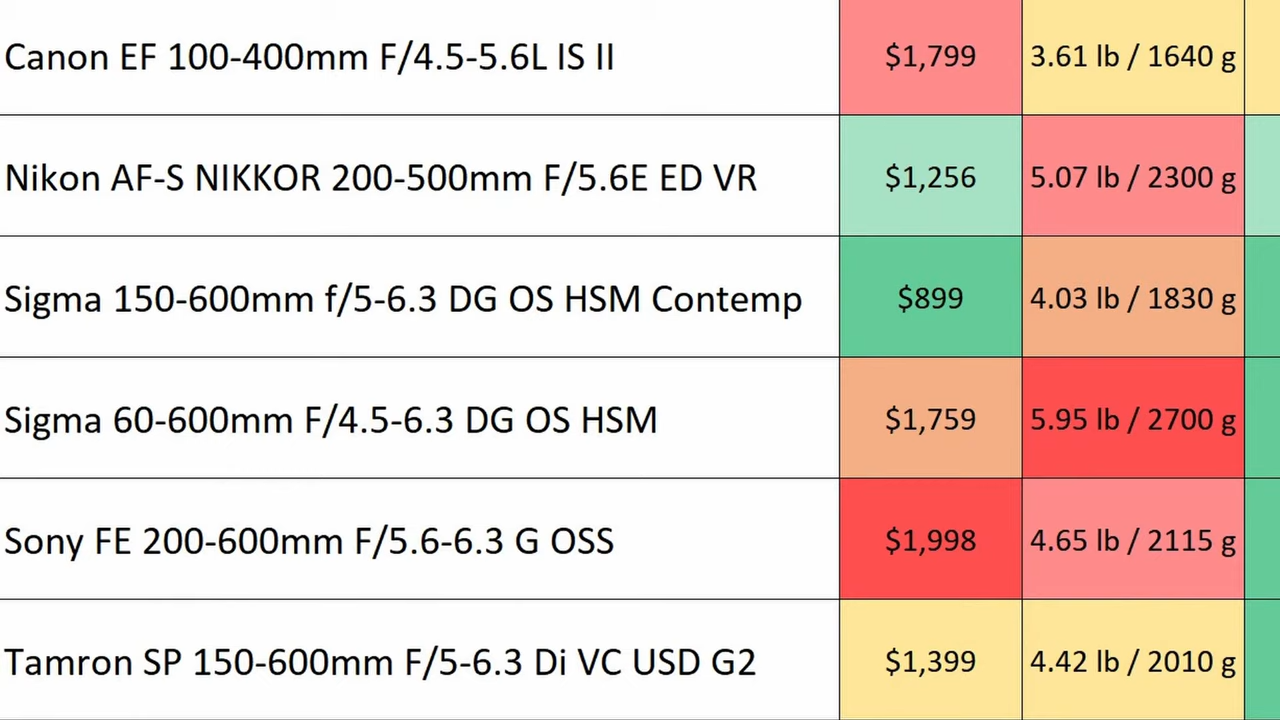 Canon EF 100-400mm F/4.5-5.6L IS II $1,799 3.61 lb / 1640 g
Nikon AF-S NIKKOR 200-500mm F/5.6E ED VR $1,256 5.07 lb / 2300 g
Sigma 150-600mm f/5-6.3 DG OS HSM Contemp $899 4.03 lb / 1830 g
Sigma 60-600mm F/4.5-6.3 DG OS HSM $1,759 5.95 lb / 2700 g
Sony FE 200-600mm F/5.6-6.3 G OSS $1,998 4.65 lb / 2115 g
Tamron SP 150-600mm F/5-6.3 Di VC USD G2 $1,399 4.42 lb / 2010 g